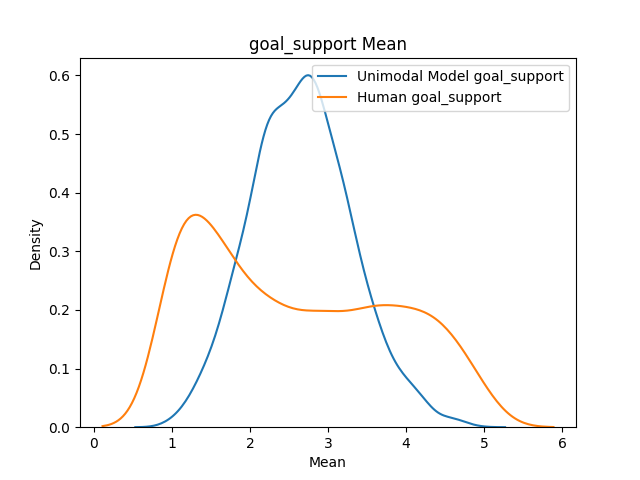 goal_support Mean
Unimodal Model goal_support
Human goal_support
0.6
0.5
0.4
0.3
0.2
0.1
0.0
Density
0 1 2 3 4 5 6
Mean